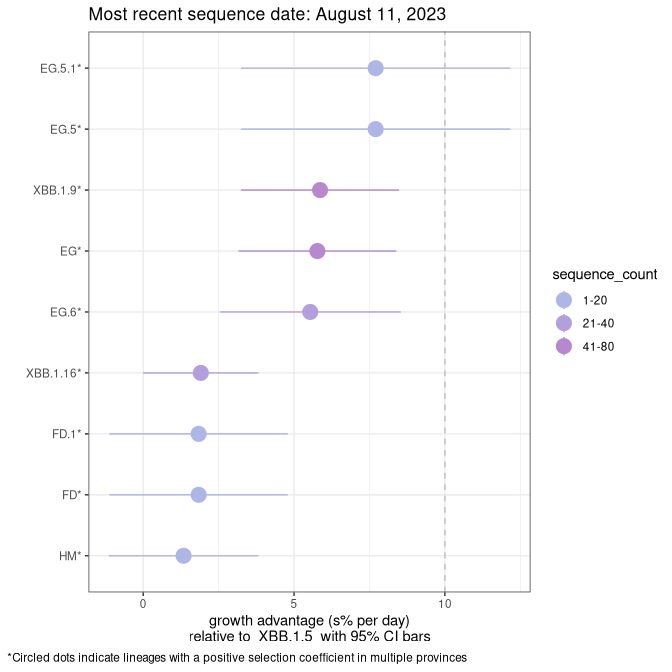 Most recent sequence date: August 11, 2023
EG.5.1*
EG.5*
XBB.1.9*
EG*
EG.6*
XBB.1.16*
FD.1*
FD*
HM*
0 5 10
growth advantage (s% per day)
relative to XBB.1.5 with 95% CI bars
sequence_count
1-20
21-40
41-80
*Circled dots indicate lineages with a positive selection coefficient in multiple provinces